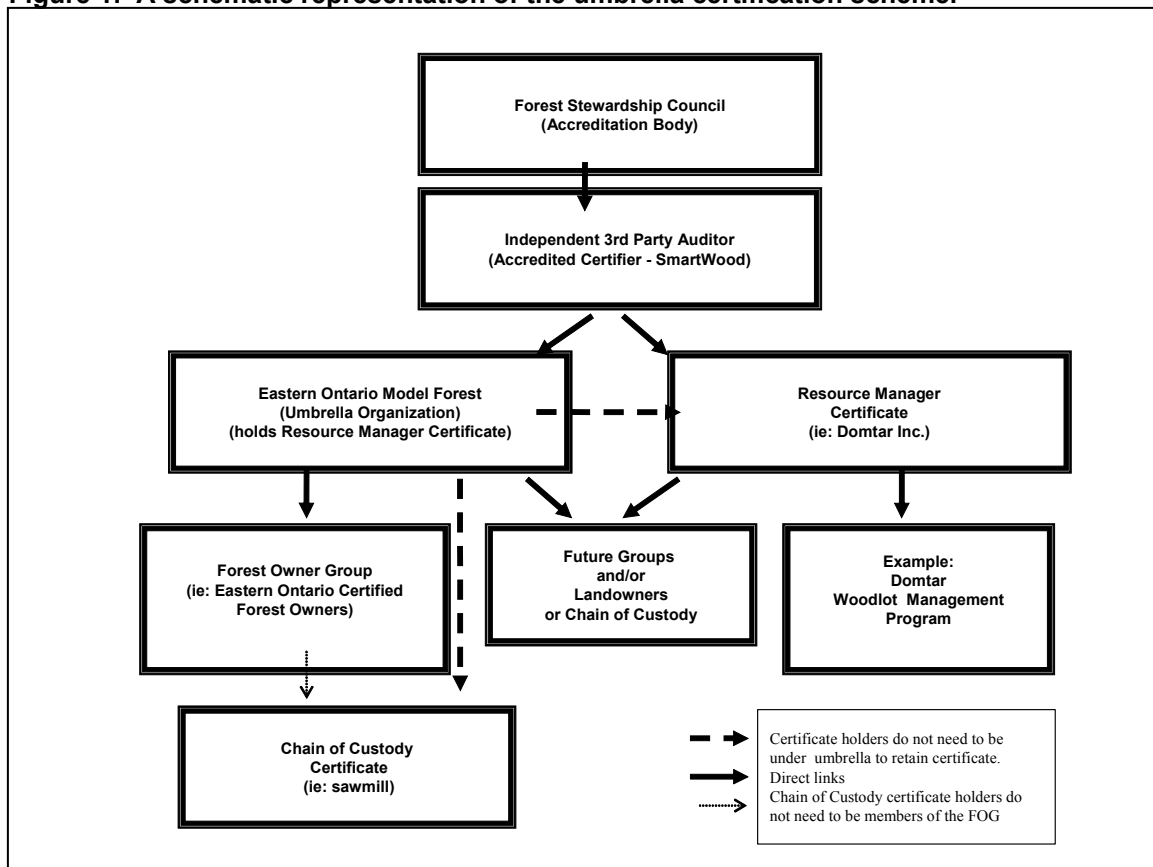 Figure 1. A schematic representation of the umbrella certification scheme.
Forest Stewardship Council
(Accreditation Body)
Independent 3rd Party Auditor
(Accredited Certifier - SmartWood)
Eastern Ontario Model Forest
(Umbrella Organization)
(holds Resource Manager Certificate)
Resource Manager
Certificate
(ie: Domtar Inc.)
Forest Owner Group
(ie: Eastern Ontario Certified
Forest Owners)
Future Groups
and/or
Landowners
or Chain of Custody
Example:
Domtar
Woodlot Management
Program
Chain of Custody
Certificate
(ie: sawmill)
Certificate holders do not need to be
under umbrella to retain certificate.
Direct links
Chain of Custody certificate holders do
not need to be members of the FOG